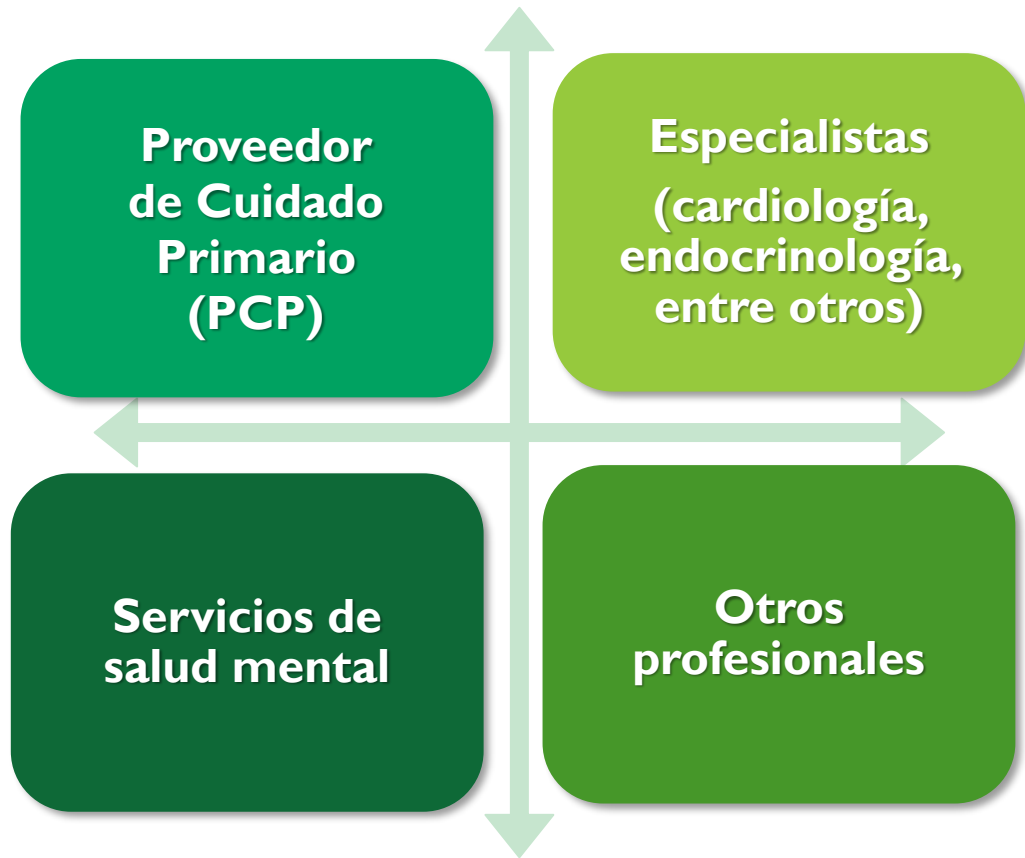 Proveedor
de Cuidado
Primario
(PCP)
Especialistas
(cardiología,
endocrinología,
entre otros)
Servicios de
salud mental
Otros
profesionales